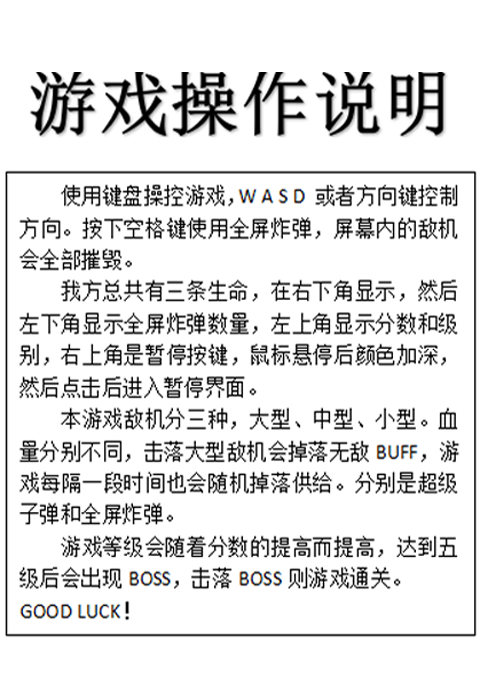 游戏操作说明
使用键盘操控游戏，W A S D 或者方向键控制
方向。按下空格键使用全屏炸弹，屏幕内的敌机
会全部摧毁。
我方总共有三条生命，在右下角显示，然后
左下角显示全屏炸弹数量，左上角显示分数和级
别，右上角是暂停按键，鼠标悬停后颜色加深，
然后点击后进入暂停界面。
本游戏敌机分三种，大型、中型、小型。血
量分别不同，击落大型敌机会掉落无敌 BUFF，游
戏每隔一段时间也会随机掉落供给。分别是超级
子弹和全屏炸弹。
游戏等级会随着分数的提高而提高，达到五
级后会出现 BOSS，击落 BOSS 则游戏通关。
GOOD LUCK！